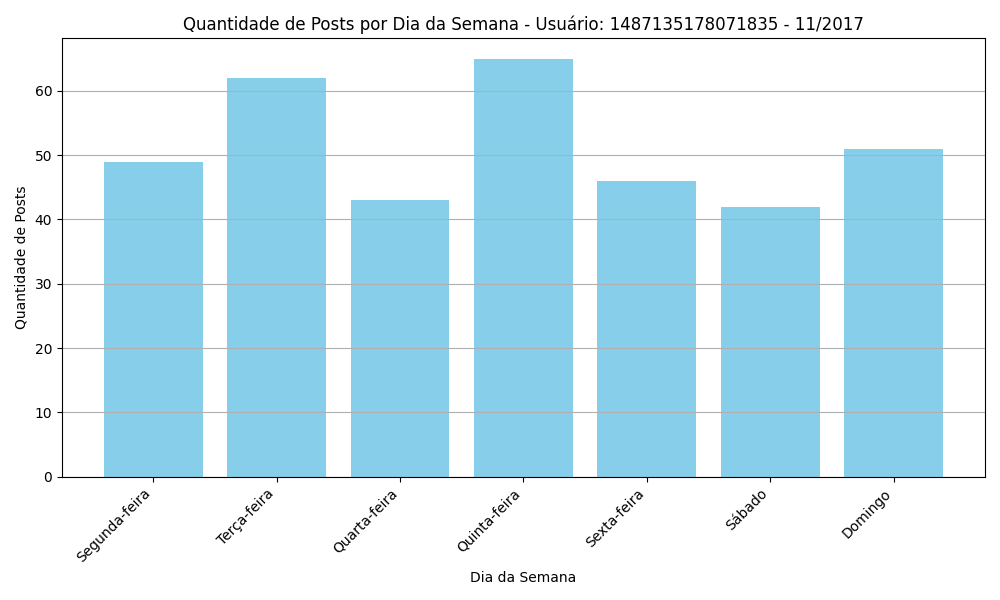 Quantidade de Posts por Dia da Semana - Usuário: 1487135178071835 - 11/2017
Quantidade de Posts
60
50
40
30
20
10
0
Segunda-feira
Terça-feira
Quarta-feira
Quinta-feira
Sexta-feira
Sábado
Domingo
Dia da Semana